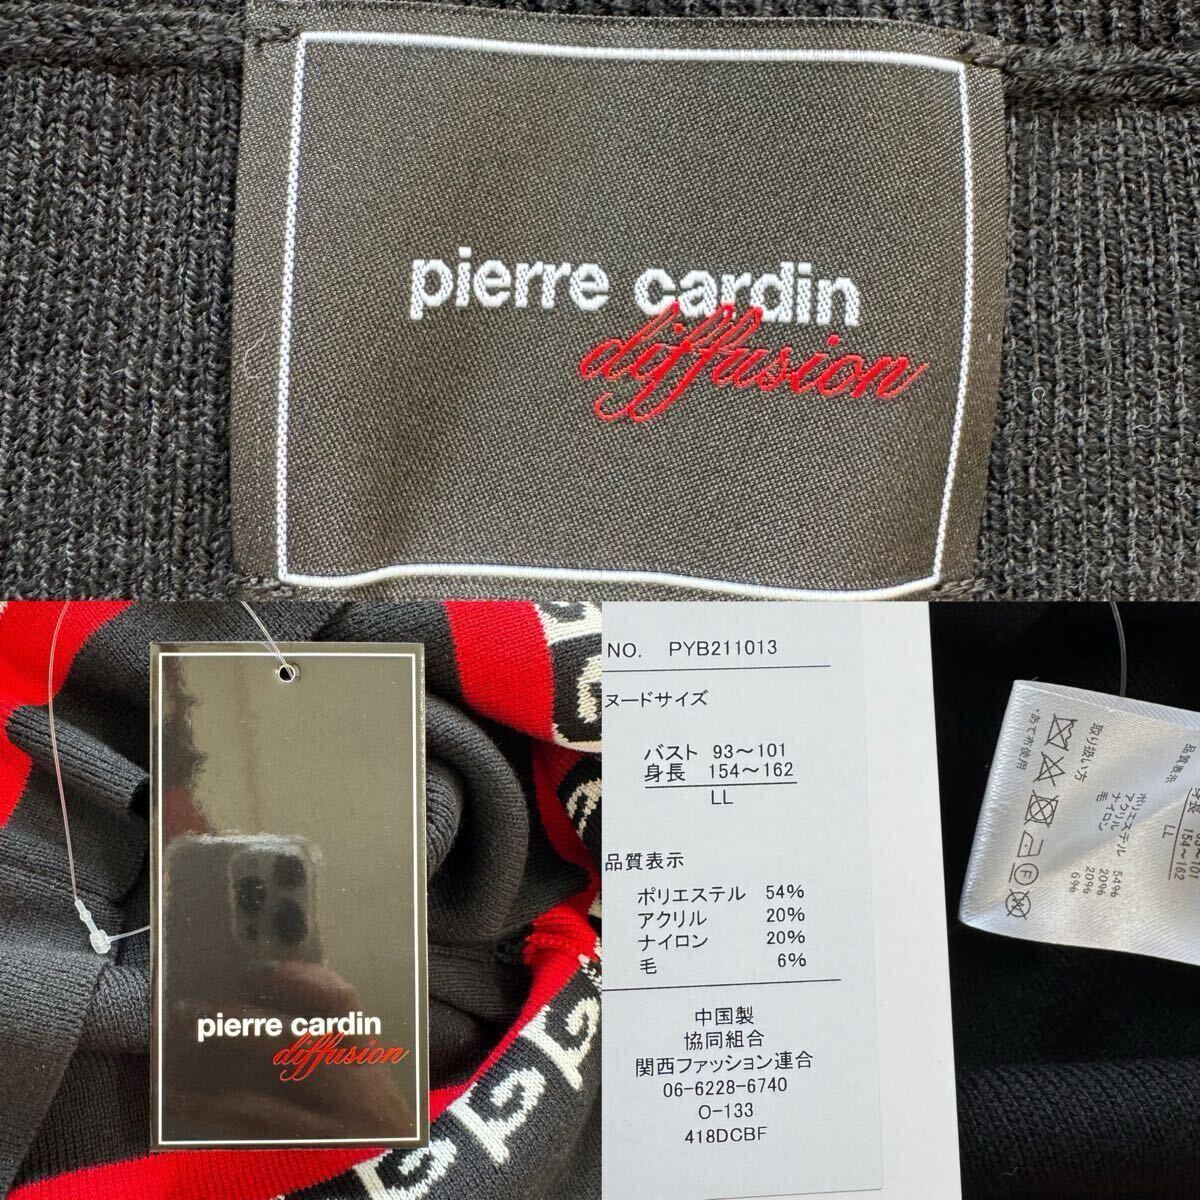 pierre cardin
diffusion
pierre cardin
diffusion
NO. PYB211013
ヌードサイズ
バスト 93〜101
身長 154〜162
LL
品質表示
ポリエステル 54%
アクリル 20%
ナイロン 20%
毛 6%
中国製
協同組合
関西ファッション連合
06-6228-6740
O-133
418DCBF
品質表示
154〜162
LL
ポリエステル 54%
アクリル 20%
ナイロン 20%
毛 6%
取り扱い方
あて布使用
F